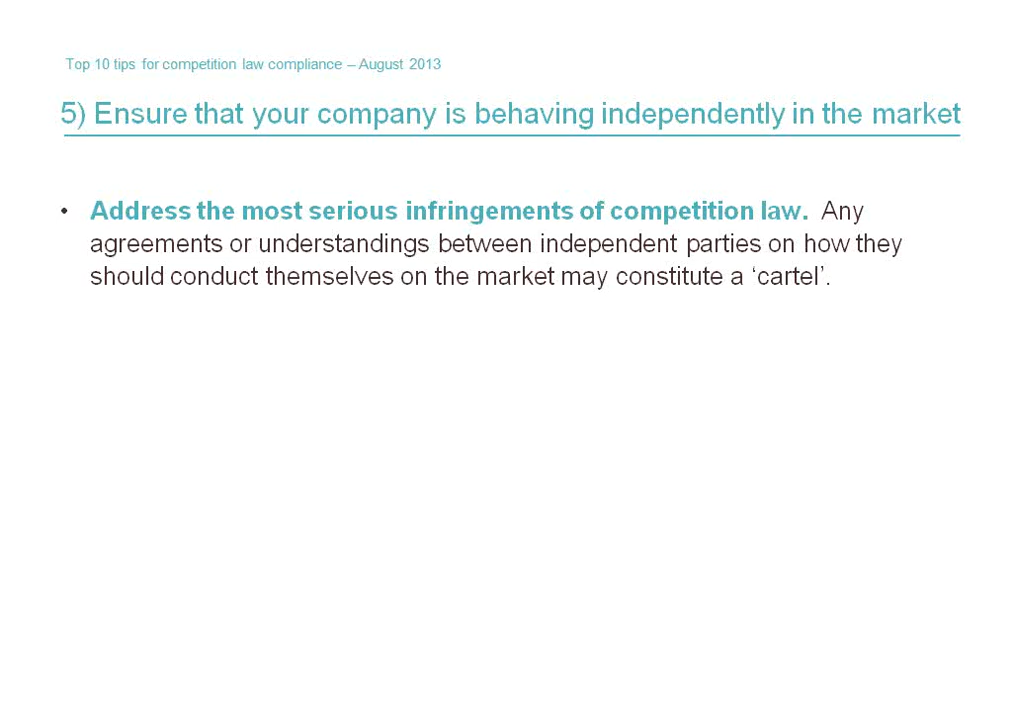 Top 10 tips for competition law compliance – August 2013
5) Ensure that your company is behaving independently in the market
• Address the most serious infringements of competition law. Any
agreements or understandings between independent parties on how they
should conduct themselves on the market may constitute a ‘cartel’.